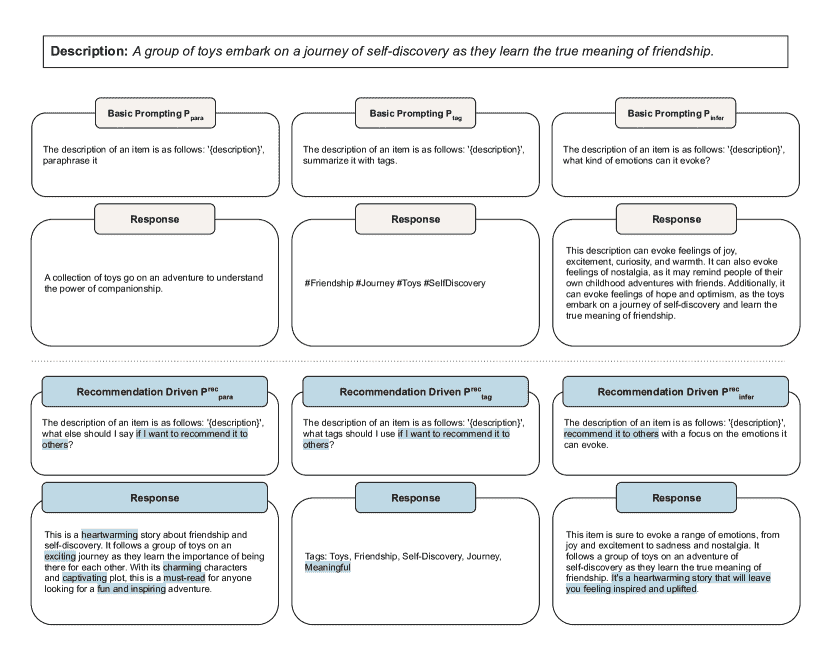 Description: A group of toys embark on a journey of self-discovery as they learn the true meaning of friendship.
Basic Prompting P para
The description of an item is as follows: '{description}',
paraphrase it
Basic Prompting P tag
The description of an item is as follows: '{description}',
summarize it with tags.
Basic Prompting P infer
The description of an item is as follows: '{description}',
what kind of emotions can it evoke?
Response
A collection of toys go on an adventure to understand
the power of companionship.
Response
#Friendship #Journey #Toys #SelfDiscovery
Response
This description can evoke feelings of joy,
excitement, curiosity, and warmth. It can also evoke
feelings of nostalgia, as it may remind people of their
own childhood adventures with friends. Additionally, it
can evoke feelings of hope and optimism, as the toys
embark on a journey of self-discovery and learn the
true meaning of friendship.
Recommendation Driven P rec para
The description of an item is as follows: '{description}',
what else should I say if I want to recommend it to
others?
Recommendation Driven P rec tag
The description of an item is as follows: '{description}',
what tags should I use if I want to recommend it to
others?
Recommendation Driven P rec infer
The description of an item is as follows: '{description}',
recommend it to others with a focus on the emotions it
can evoke.
Response
This is a heartwarming story about friendship and
self-discovery. It follows a group of toys on an
exciting journey as they learn the importance of being
there for each other. With its charming characters
and captivating plot, this is a must-read for anyone
looking for a fun and inspiring adventure.
Response
Tags: Toys, Friendship, Self-Discovery, Journey,
Meaningful
Response
This item is sure to evoke a range of emotions, from
joy and excitement to sadness and nostalgia. It
follows a group of toys on an adventure of
self-discovery as they learn the true meaning of
friendship. It's a heartwarming story that will leave
you feeling inspired and uplifted.